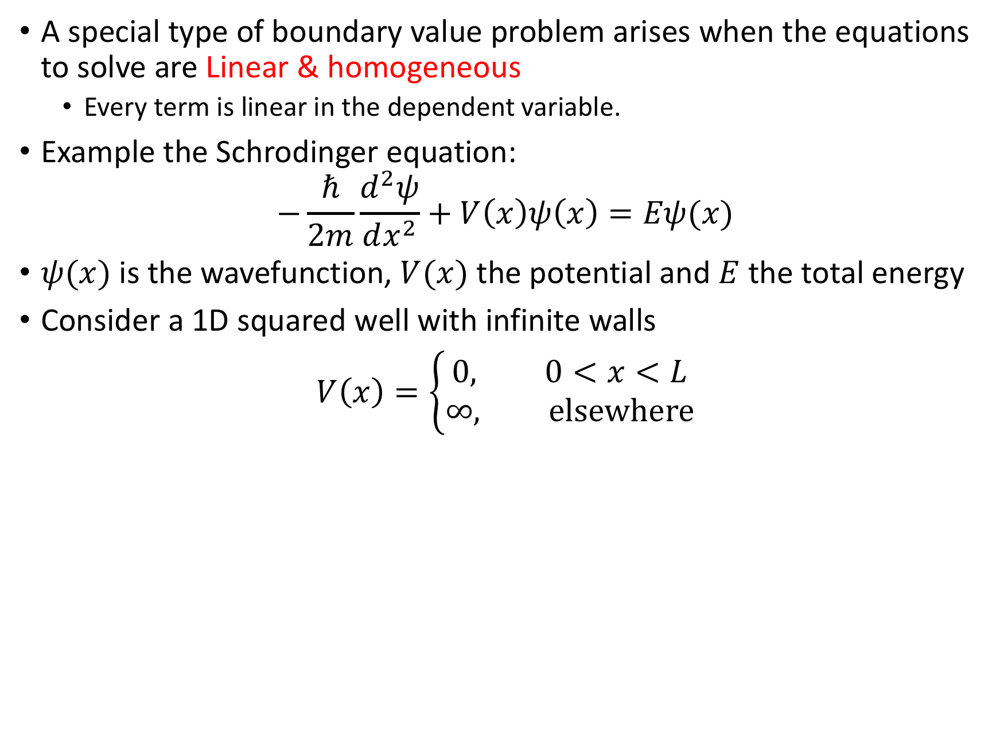 • A special type of boundary value problem arises when the equations
to solve are Linear & homogeneous
• Every term is linear in the dependent variable.
• Example the Schrodinger equation:
$-\frac{\hbar}{2m}\frac{d^2\psi}{dx^2} + V(x)\psi(x) = E\psi(x)$
• $\psi(x)$ is the wavefunction, $V(x)$ the potential and $E$ the total energy
• Consider a 1D squared well with infinite walls
$V(x) = \begin{cases} 0, & 0 < x < L \\ \infty, & \text{elsewhere} \end{cases}$